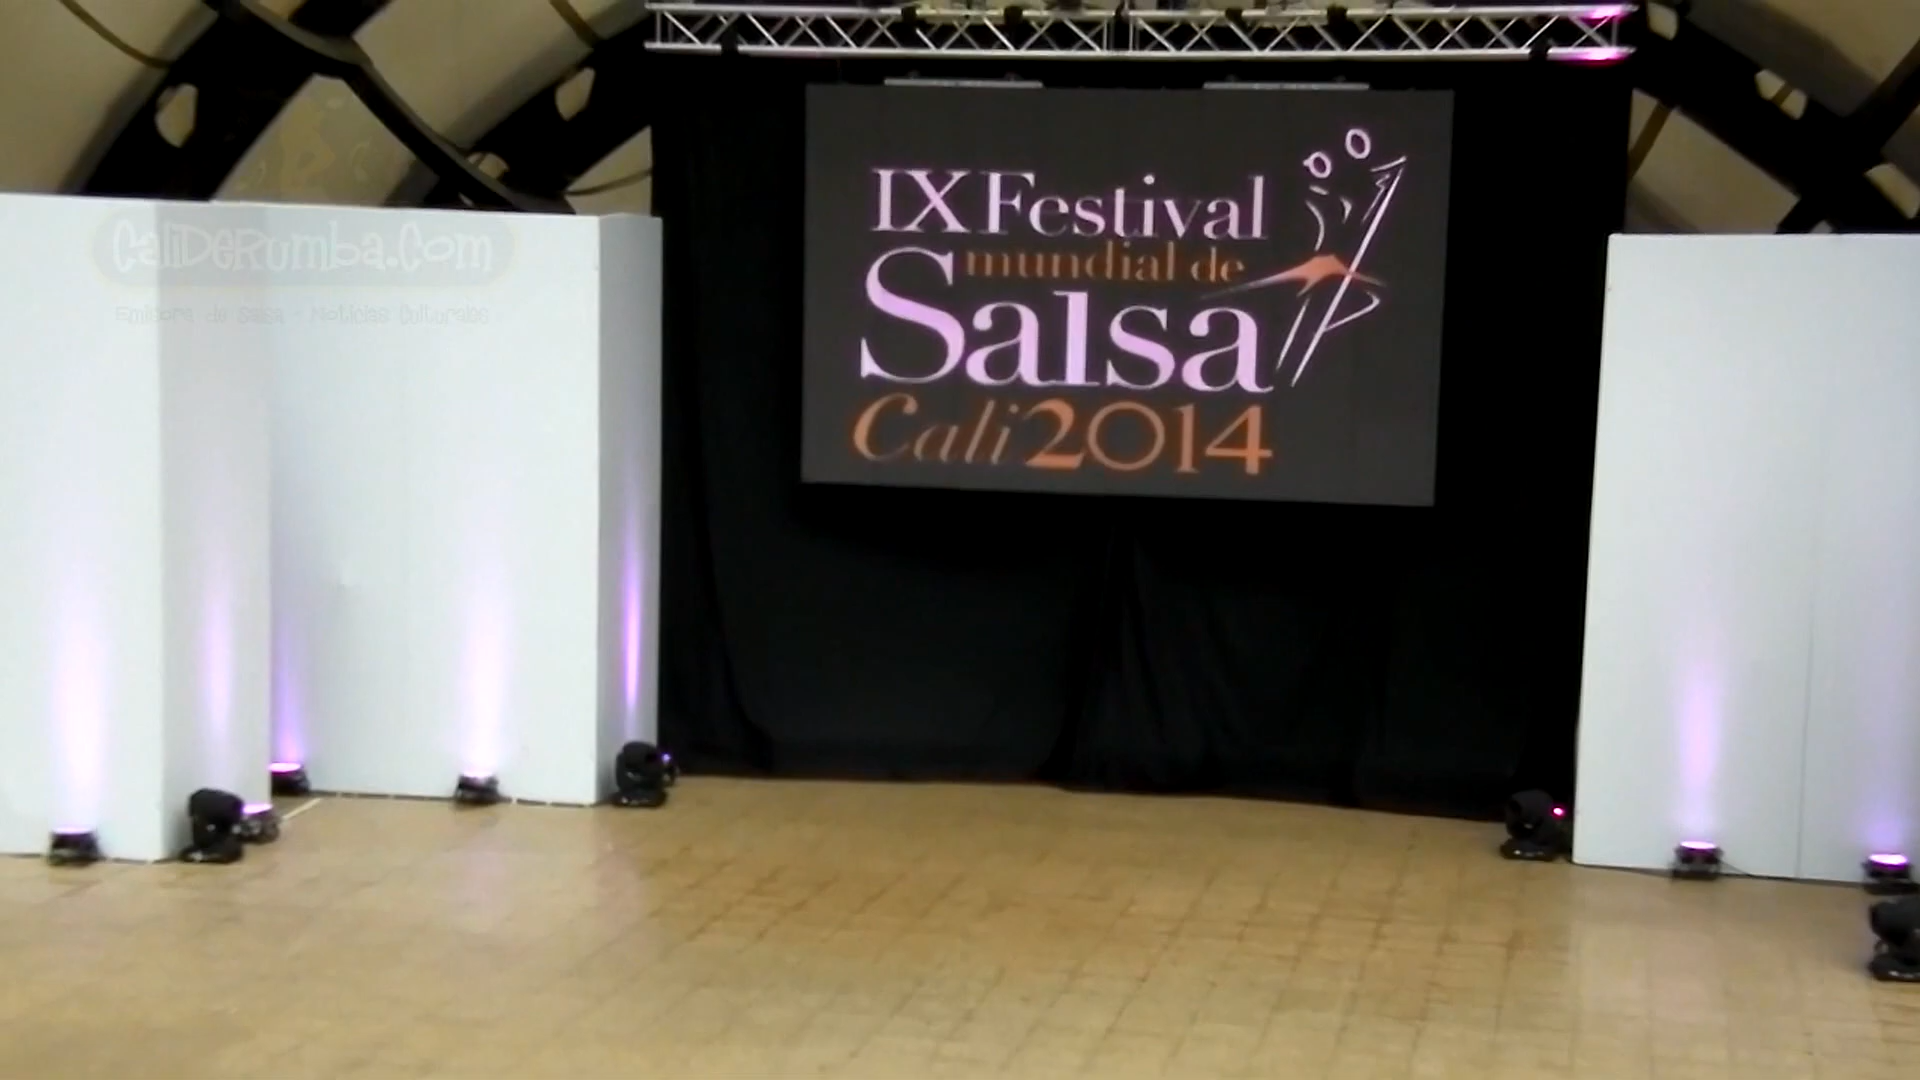 CaliDeRumba.Com
Emisora de Salsa - Noticias Culturales
IX Festival
mundial de
Salsa
Cali 2014